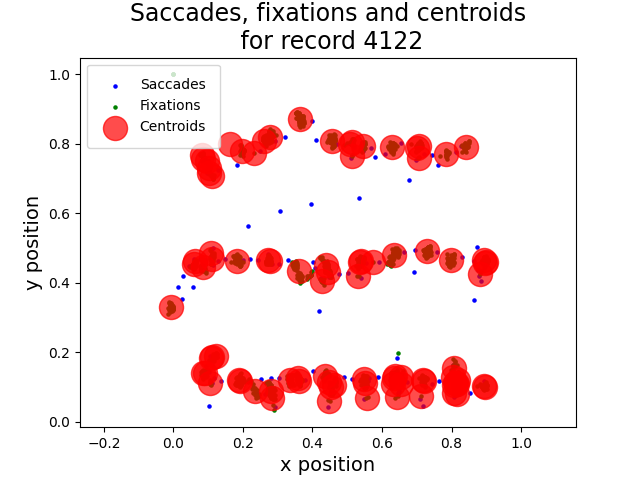 Saccades, fixations and centroids
for record 4122
Saccades
Fixations
Centroids
1.0
0.8
0.6
0.4
0.2
0.0
y position
−0.2
0.0
0.2
0.4
0.6
0.8
1.0
x position